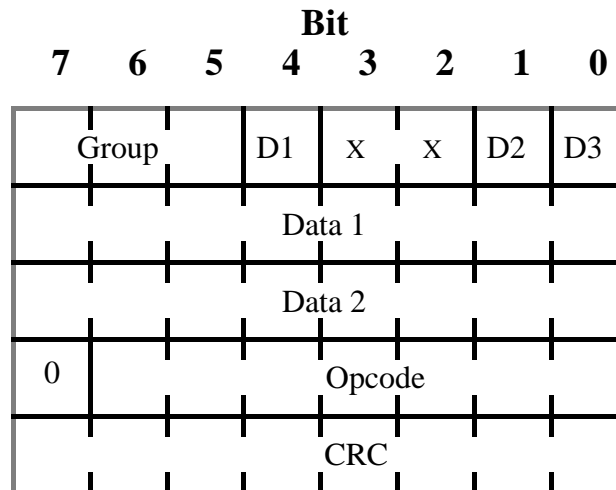 Bit
7 6 5 4 3 2 1 0
Group D1 X X D2 D3
Data 1
Data 2
0 Opcode
CRC